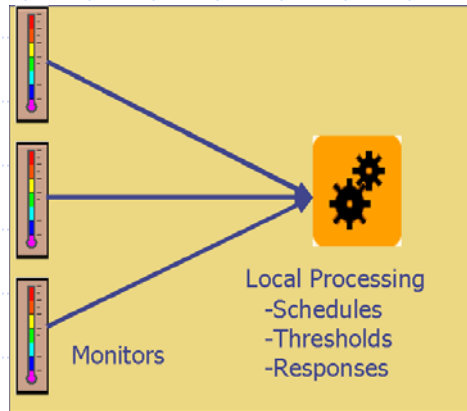 Monitors
Local Processing
-Schedules
-Thresholds
-Responses